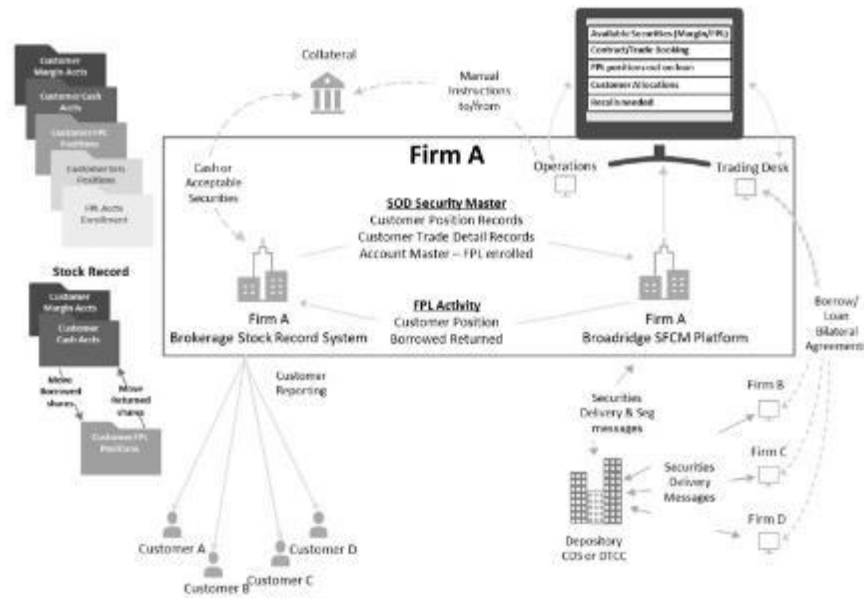 Customer
Margin Accts
Customer Cash
Accts
Customer FPL
Positions
Positions
FPL Accts
Enrollment
Stock Record
Customer
Margin Accts
Customer
Cash Accts
Move
Borrowed
shares
Move
Returned
shares
Customer FPL
Positions
Collateral
Manual
Instructions
to/from
Available Securities (Margin/FPL)
Contract/Trade Booking
FPL positions out on loan
Customer Allocations
Recalls needed
Firm A
Operations
Trading Desk
Cash or
Acceptable
Securities
SOD Security Master
Customer Position Records
Customer Trade Detail Records
Account Master – FPL enrolled
Firm A
Brokerage Stock Record System
FPL Activity
Customer Position
Borrowed Returned
Firm A
Broadridge SFCM Platform
Borrow/
Loan
Bilateral
Agreements
Customer
Reporting
Customer A
Customer B
Customer C
Customer D
Securities
Delivery & Seg
messages
Securities
Delivery
Messages
Depository
CDS or DTCC
Firm B
Firm C
Firm D